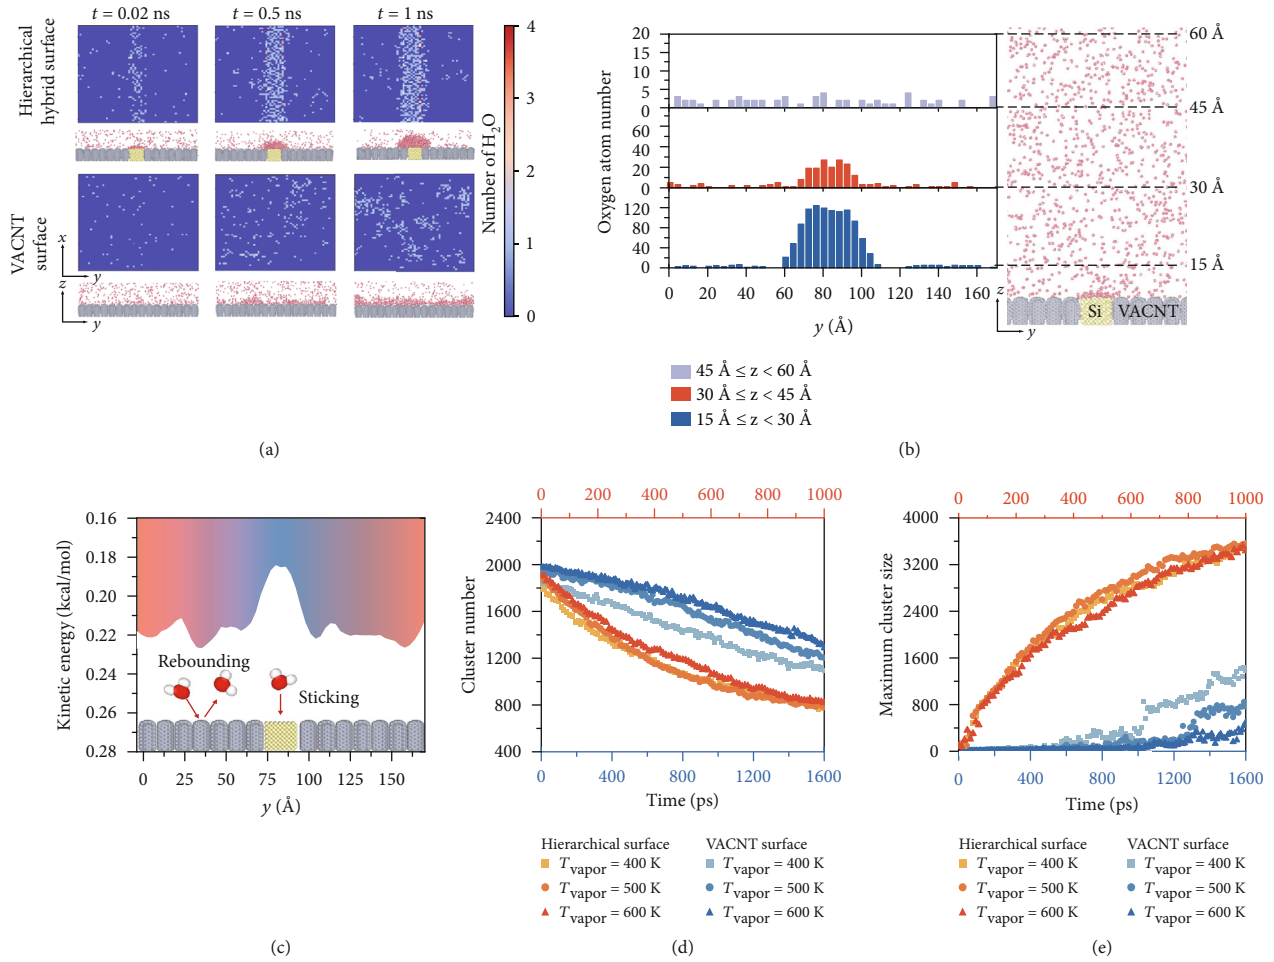 t = 0.02 ns
t = 0.5 ns
t = 1 ns
Hierarchical
hybrid surface
VACNT
surface
x
y
z
y
4
3
2
1
0
Number of H2O
(a)
Oxygen atom number
20
15
10
5
0
60
40
20
0
120
80
40
0
0 20 40 60 80 100 120 140 160
y (Å)
60 Å
45 Å
30 Å
15 Å
Si VACNT
z
y
45 Å ≤ z < 60 Å
30 Å ≤ z < 45 Å
15 Å ≤ z < 30 Å
(b)
Kinetic energy (kcal/mol)
0.16
0.18
0.20
0.22
0.24
0.26
0.28
Rebounding
Sticking
0 25 50 75 100 125 150
y (Å)
(c)
0 200 400 600 800 1000
Cluster number
2400
2000
1600
1200
800
400
0 400 800 1200 1600
Time (ps)
Hierarchical surface
Tvapor = 400 K
Tvapor = 500 K
Tvapor = 600 K
VACNT surface
Tvapor = 400 K
Tvapor = 500 K
Tvapor = 600 K
(d)
0 200 400 600 800 1000
Maximum cluster size
4000
3200
2400
1600
800
0
0 400 800 1200 1600
Time (ps)
Hierarchical surface
Tvapor = 400 K
Tvapor = 500 K
Tvapor = 600 K
VACNT surface
Tvapor = 400 K
Tvapor = 500 K
Tvapor = 600 K
(e)